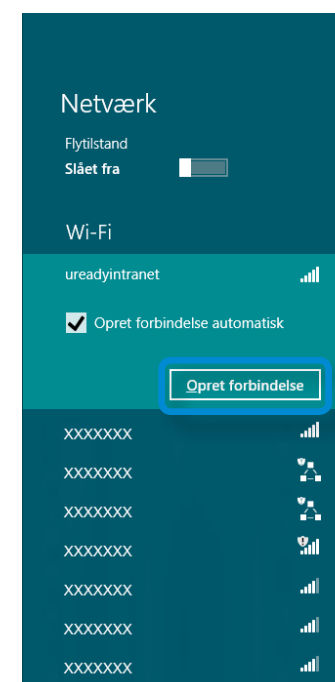 Netværk
Flytilstand
Slået fra
Wi-Fi
ureadyintranet
Opret forbindelse automatisk
Opret forbindelse
xxxxxxx
xxxxxxx
xxxxxxx
xxxxxxx
xxxxxxx
xxxxxxx
xxxxxxx